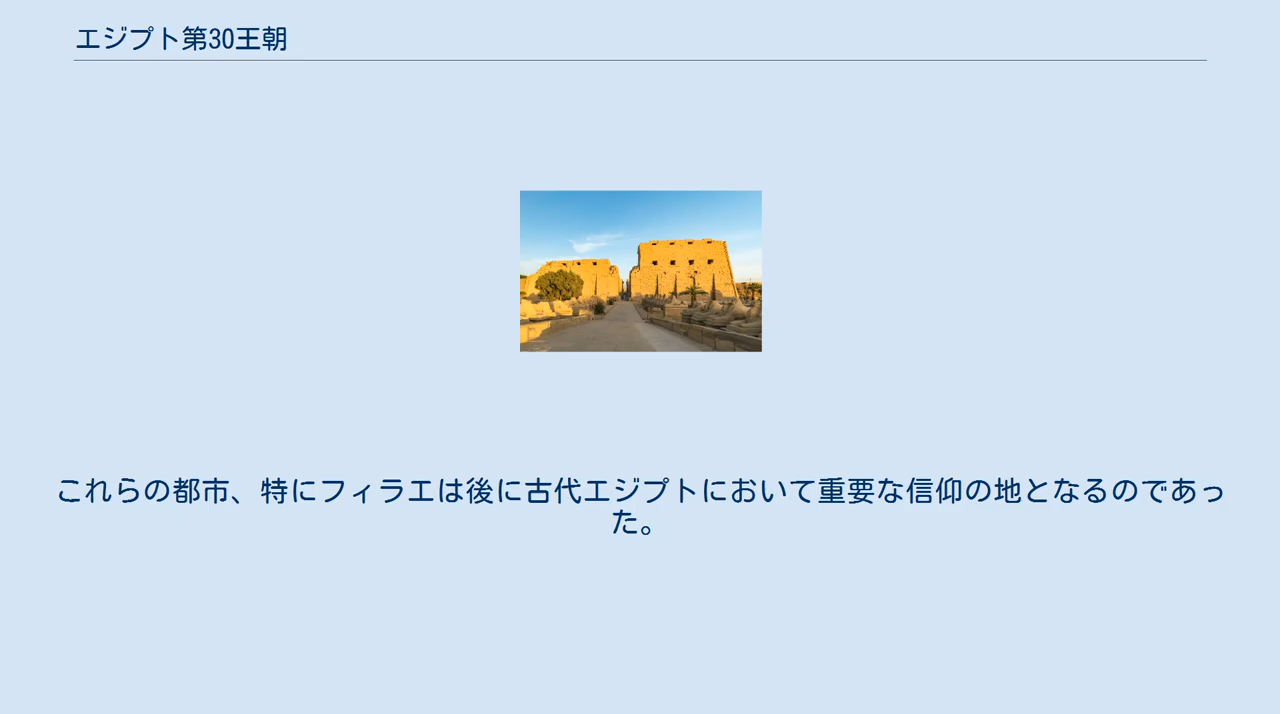 エジプト第30王朝
これらの都市、特にフィラエは後に古代エジプトにおいて重要な信仰の地となるのであっ
た。